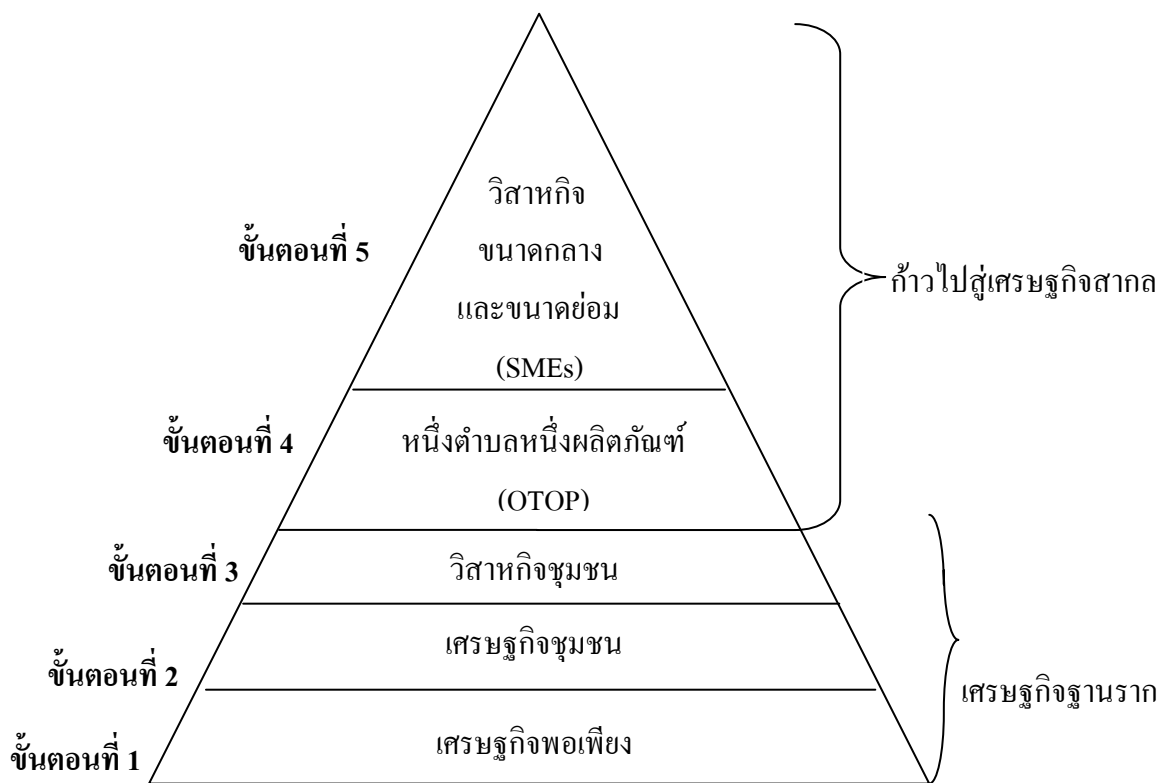 วิสาหกิจ
ขั้นตอนที่ 5
ขนาดกลาง
และขนาดย่อม
(SMEs)
ก้าวไปสู่เศรษฐกิจสากล
ขั้นตอนที่ 4
หนึ่งตำบลหนึ่งผลิตภัณฑ์
(OTOP)
ขั้นตอนที่ 3
วิสาหกิจชุมชน
ขั้นตอนที่ 2
เศรษฐกิจชุมชน
เศรษฐกิจฐานราก
ขั้นตอนที่ 1
เศรษฐกิจพอเพียง